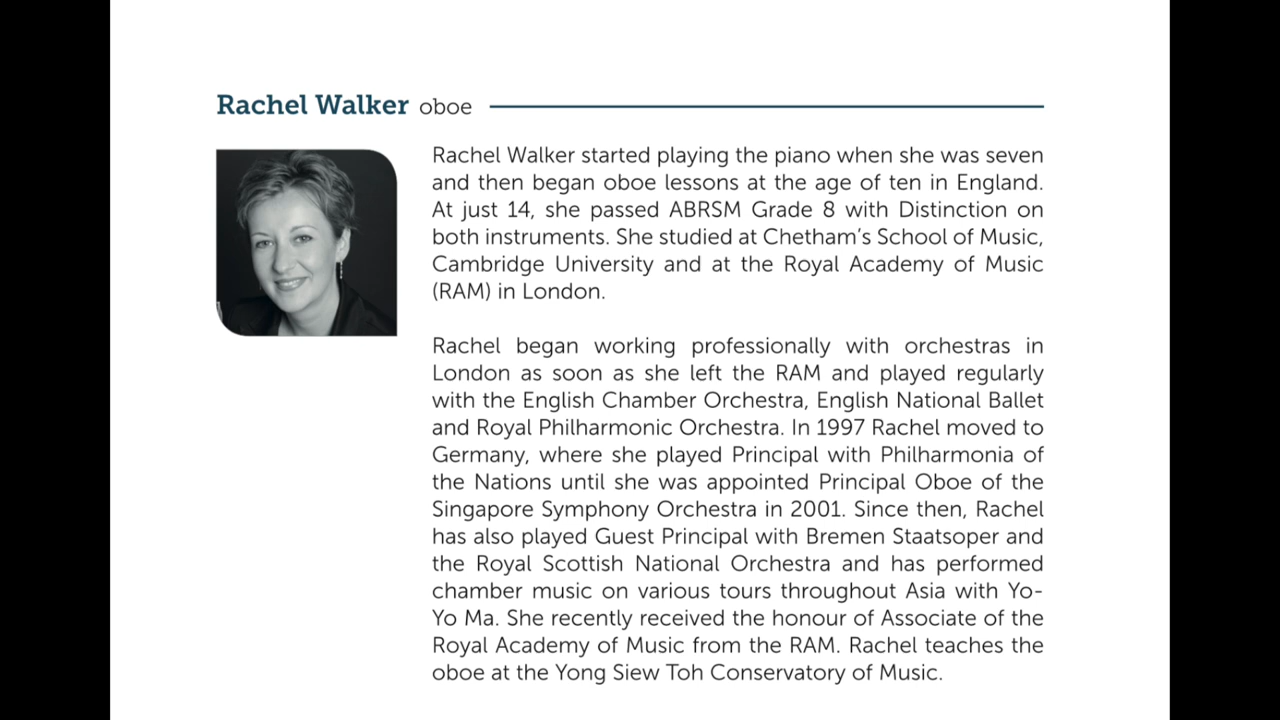 Rachel Walker oboe
Rachel Walker started playing the piano when she was seven
and then began oboe lessons at the age of ten in England.
At just 14, she passed ABRSM Grade 8 with Distinction on
both instruments. She studied at Chetham's School of Music,
Cambridge University and at the Royal Academy of Music
(RAM) in London.
Rachel began working professionally with orchestras in
London as soon as she left the RAM and played regularly
with the English Chamber Orchestra, English National Ballet
and Royal Philharmonic Orchestra. In 1997 Rachel moved to
Germany, where she played Principal with Philharmonia of
the Nations until she was appointed Principal Oboe of the
Singapore Symphony Orchestra in 2001. Since then, Rachel
has also played Guest Principal with Bremen Staatsoper and
the Royal Scottish National Orchestra and has performed
chamber music on various tours throughout Asia with Yo-
Yo Ma. She recently received the honour of Associate of the
Royal Academy of Music from the RAM. Rachel teaches the
oboe at the Yong Siew Toh Conservatory of Music.